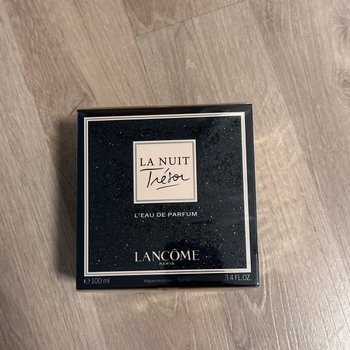 LA NUIT
Trésor
L'EAU DE PARFUM
LANCÔME
PARIS
e 100 ml
3.4 FL.OZ